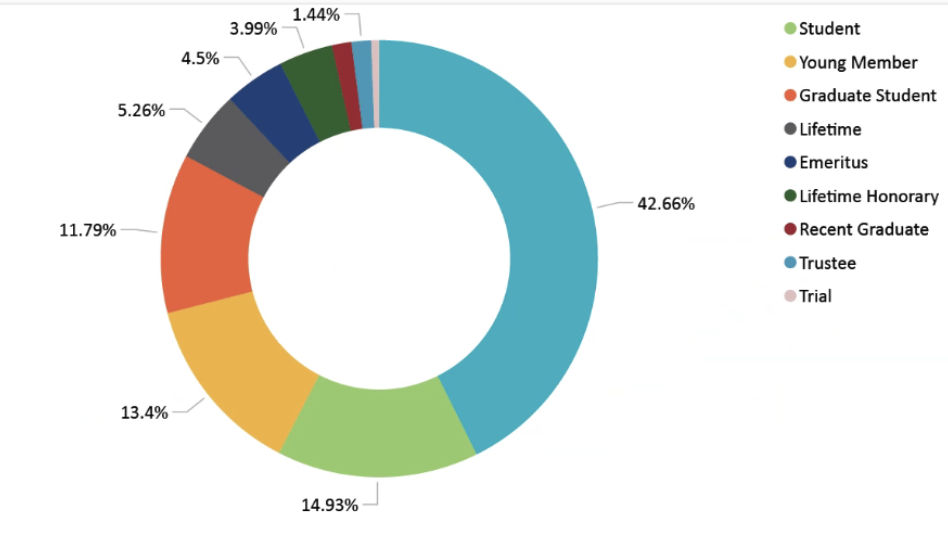 1.44%
3.99%
4.5%
5.26%
11.79%
13.4%
14.93%
42.66%
Student
Young Member
Graduate Student
Lifetime
Emeritus
Lifetime Honorary
Recent Graduate
Trustee
Trial